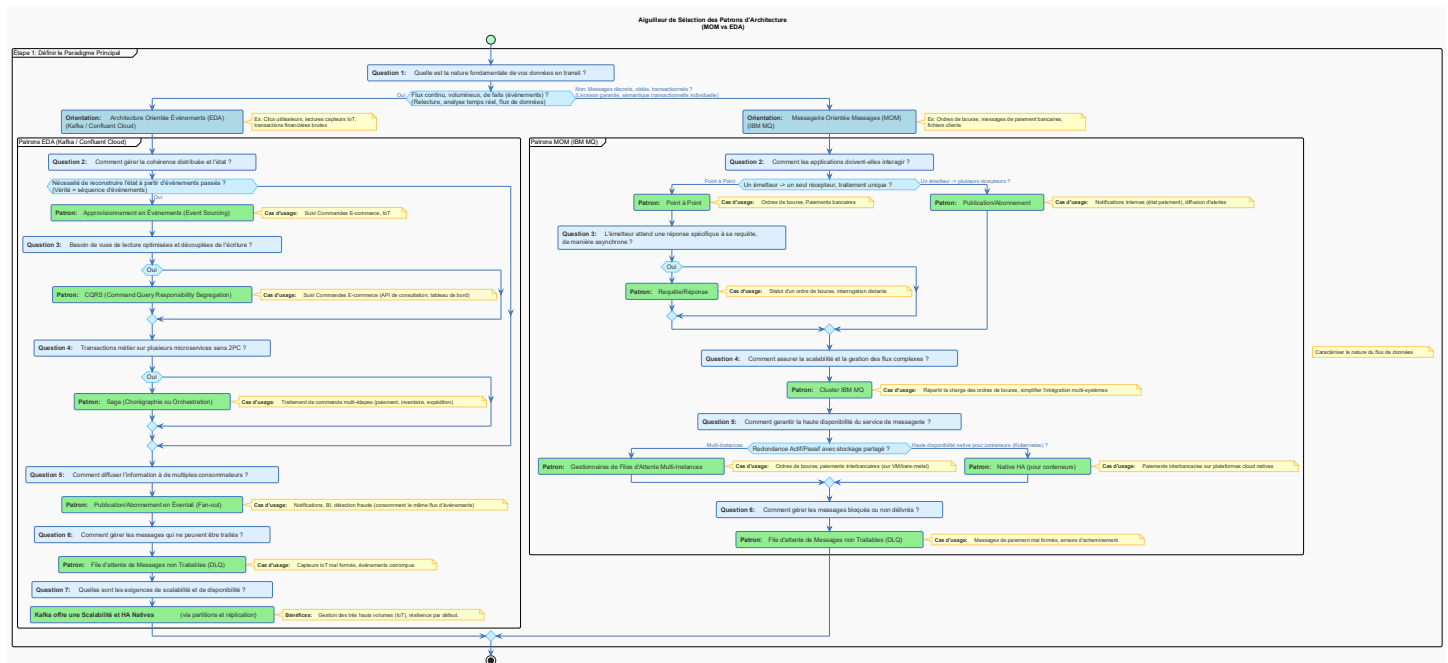 Aiguilleur de Sélection des Patrons d'Architecture
(MOM vs EDA)
Étape 1: Définir le Paradigme Principal
Question 1: Quelle est la nature fondamentale de vos données en transit ?
Oui
Flux continu, volumineux, de faits (événements) ?
(Relecture, analyse temps réel, flux de données)
Non: Messages discrets, ciblés, transactionnels ?
(Livraison garantie, sémantique transactionnelle individuelle)
Orientation: Architecture Orientée Événements (EDA)
(Kafka / Confluent Cloud)
Ex: Clics utilisateurs, lectures capteurs IoT,
transactions financières brutes
Orientation: Messagerie Orientée Messages (MOM)
(IBM MQ)
Ex: Ordres de bourse, messages de paiement bancaires,
fichiers clients
Patrons EDA (Kafka / Confluent Cloud)
Question 2: Comment gérer la cohérence distribuée et l'état ?
Nécessité de reconstruire l'état à partir d'événements passés ?
(Vérité = séquence d'événements)
Oui
Patron: Approvisionnement en Événements (Event Sourcing)
Cas d'usage: Suivi Commandes E-commerce, IoT
Question 3: Besoin de vues de lecture optimisées et découplées de l'écriture ?
Oui
Patron: CQRS (Command Query Responsibility Segregation)
Cas d'usage: Suivi Commandes E-commerce (API de consultation, tableau de bord)
Question 4: Transactions métier sur plusieurs microservices sans 2PC ?
Oui
Patron: Saga (Chorégraphie ou Orchestration)
Cas d'usage: Traitement de commande multi-étapes (paiement, inventaire, expédition)
Question 5: Comment diffuser l'information à de multiples consommateurs ?
Patron: Publication/Abonnement en Éventail (Fan-out)
Cas d'usage: Notifications, BI, détection fraude (consomment le même flux d'événements)
Question 6: Comment gérer les messages qui ne peuvent être traités ?
Patron: File d'attente de Messages non Traitables (DLQ)
Cas d'usage: Capteurs IoT mal formés, événements corrompus
Question 7: Quelles sont les exigences de scalabilité et de disponibilité ?
Kafka offre une Scalabilité et HA Natives (via partitions et réplication)
Bénéfices: Gestion des très hauts volumes (IoT), résilience par défaut.
Patrons MOM (IBM MQ)
Question 2: Comment les applications doivent-elles interagir ?
Point à Point
Un émetteur -> un seul récepteur, traitement unique ?
Un émetteur -> plusieurs récepteurs ?
Patron: Point à Point
Cas d'usage: Ordres de bourse, Paiements bancaires
Patron: Publication/Abonnement
Cas d'usage: Notifications internes (état paiement), diffusion d'alertes
Question 3: L'émetteur attend une réponse spécifique à sa requête,
de manière asynchrone ?
Oui
Patron: Requête/Réponse
Cas d'usage: Statut d'un ordre de bourse, interrogation distante
Question 4: Comment assurer la scalabilité et la gestion des flux complexes ?
Patron: Cluster IBM MQ
Cas d'usage: Répartir la charge des ordres de bourse, simplifier l'intégration multi-systèmes
Question 5: Comment garantir la haute disponibilité du service de messagerie ?
Multi-Instances
Redondance Actif/Passif avec stockage partagé ?
Haute disponibilité native pour conteneurs (Kubernetes) ?
Patron: Gestionnaires de Files d'Attente Multi-Instances
Cas d'usage: Ordres de bourse, paiements interbancaires (sur VM/bare-metal)
Patron: Native HA (pour conteneurs)
Cas d'usage: Paiements interbancaires sur plateformes cloud natives
Question 6: Comment gérer les messages bloqués ou non délivrés ?
Patron: File d'attente de Messages non Traitables (DLQ)
Cas d'usage: Messages de paiement mal formés, erreurs d'acheminement
Caractériser la nature du flux de données